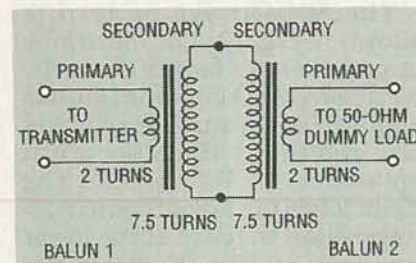 SECONDARY SECONDARY
PRIMARY PRIMARY
TO
TRANSMITTER
TO 50-OHM
DUMMY LOAD
2 TURNS 2 TURNS
7.5 TURNS 7.5 TURNS
BALUN 1 BALUN 2